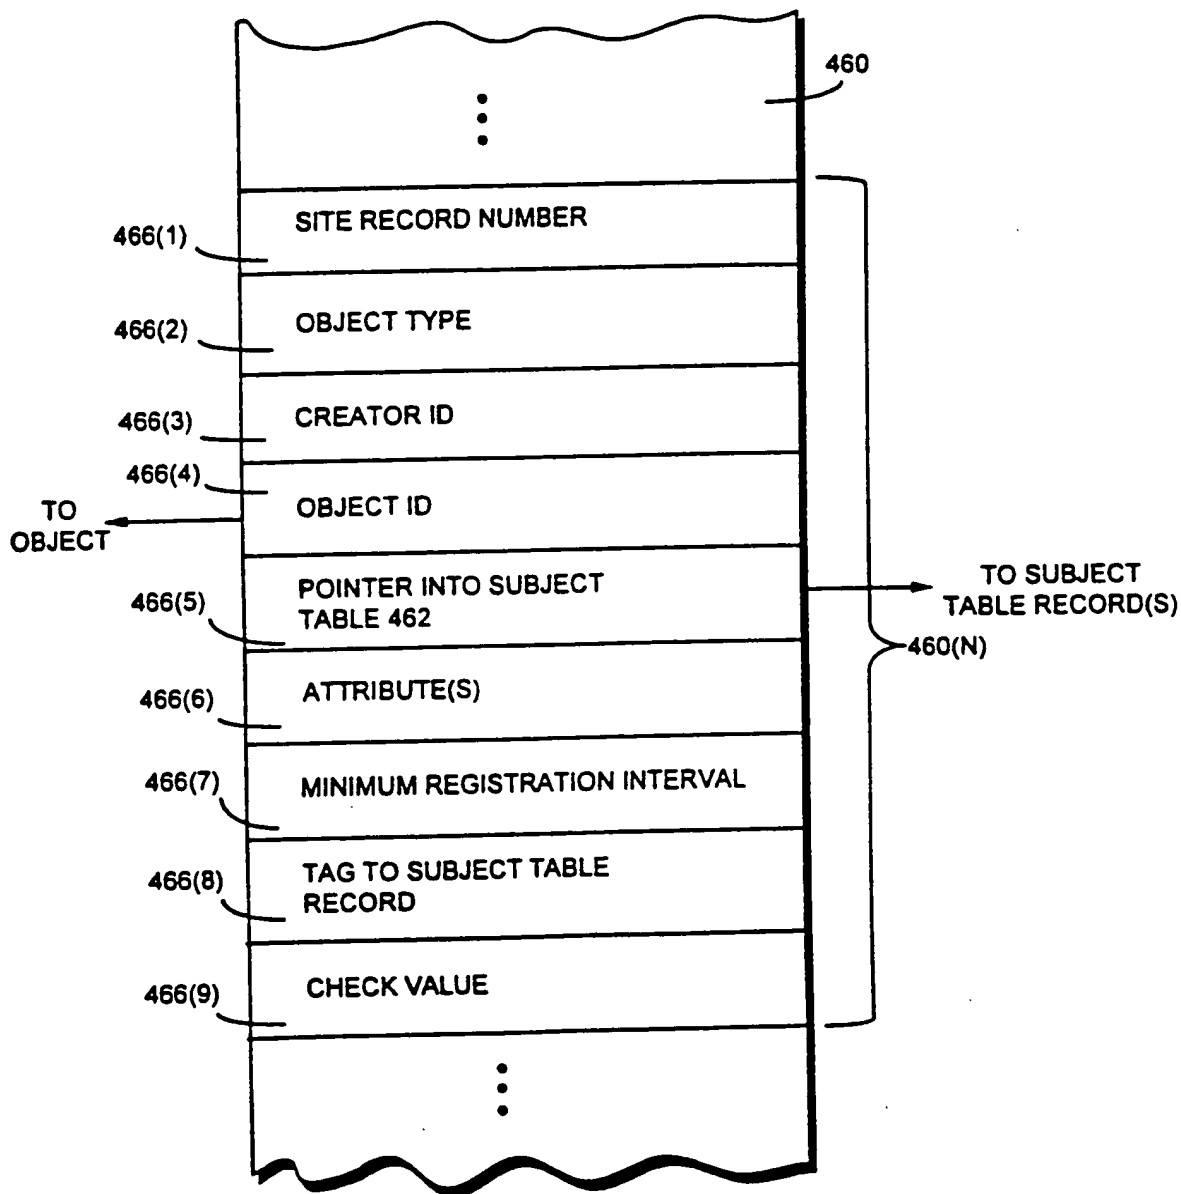 460
SITE RECORD NUMBER
466(1)
OBJECT TYPE
466(2)
CREATOR ID
466(3)
466(4)
OBJECT ID
TO
OBJECT
POINTER INTO SUBJECT
TABLE 462
466(5)
TO SUBJECT
TABLE RECORD(S)
460(N)
ATTRIBUTE(S)
466(6)
MINIMUM REGISTRATION INTERVAL
466(7)
TAG TO SUBJECT TABLE
RECORD
466(8)
CHECK VALUE
466(9)